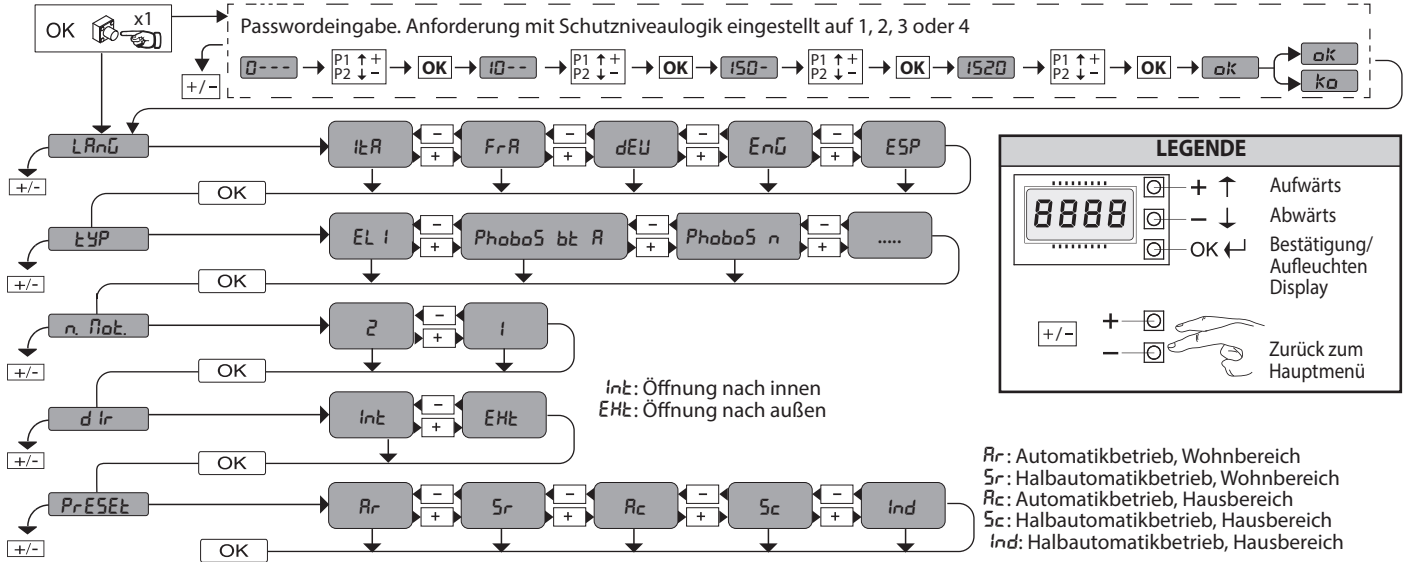 OK x1
Passwordeingabe. Anforderung mit Schutzniveaulogik eingestellt auf 1, 2, 3 oder 4
+/- 0--- P1 ↑ + P2 ↓ − OK 10-- P1 ↑ + P2 ↓ − OK 150- P1 ↑ + P2 ↓ − OK 1520 P1 ↑ + P2 ↓ − OK ok ok
ko
LAnG ItA − + FrA − + dEU − + EnG − + ESP
+/-
OK
tYP EL I − + PhoboS bt A − + PhoboS n − + .....
+/-
OK
n. Mot. 2 − + 1
+/-
OK
Int: Öffnung nach innen
EHt: Öffnung nach außen
dIr Int − + EHt
+/-
OK
PrESEt Ar − + Sr − + Ac − + Sc − + Ind
+/-
OK
LEGENDE
8888
+ ↑ Aufwärts
− ↓ Abwärts
OK Bestätigung/
Aufleuchten
Display
+/- + −
Zurück zum
Hauptmenü
Ar: Automatikbetrieb, Wohnbereich
Sr: Halbautomatikbetrieb, Wohnbereich
Ac: Automatikbetrieb, Hausbereich
Sc: Halbautomatikbetrieb, Hausbereich
Ind: Halbautomatikbetrieb, Hausbereich